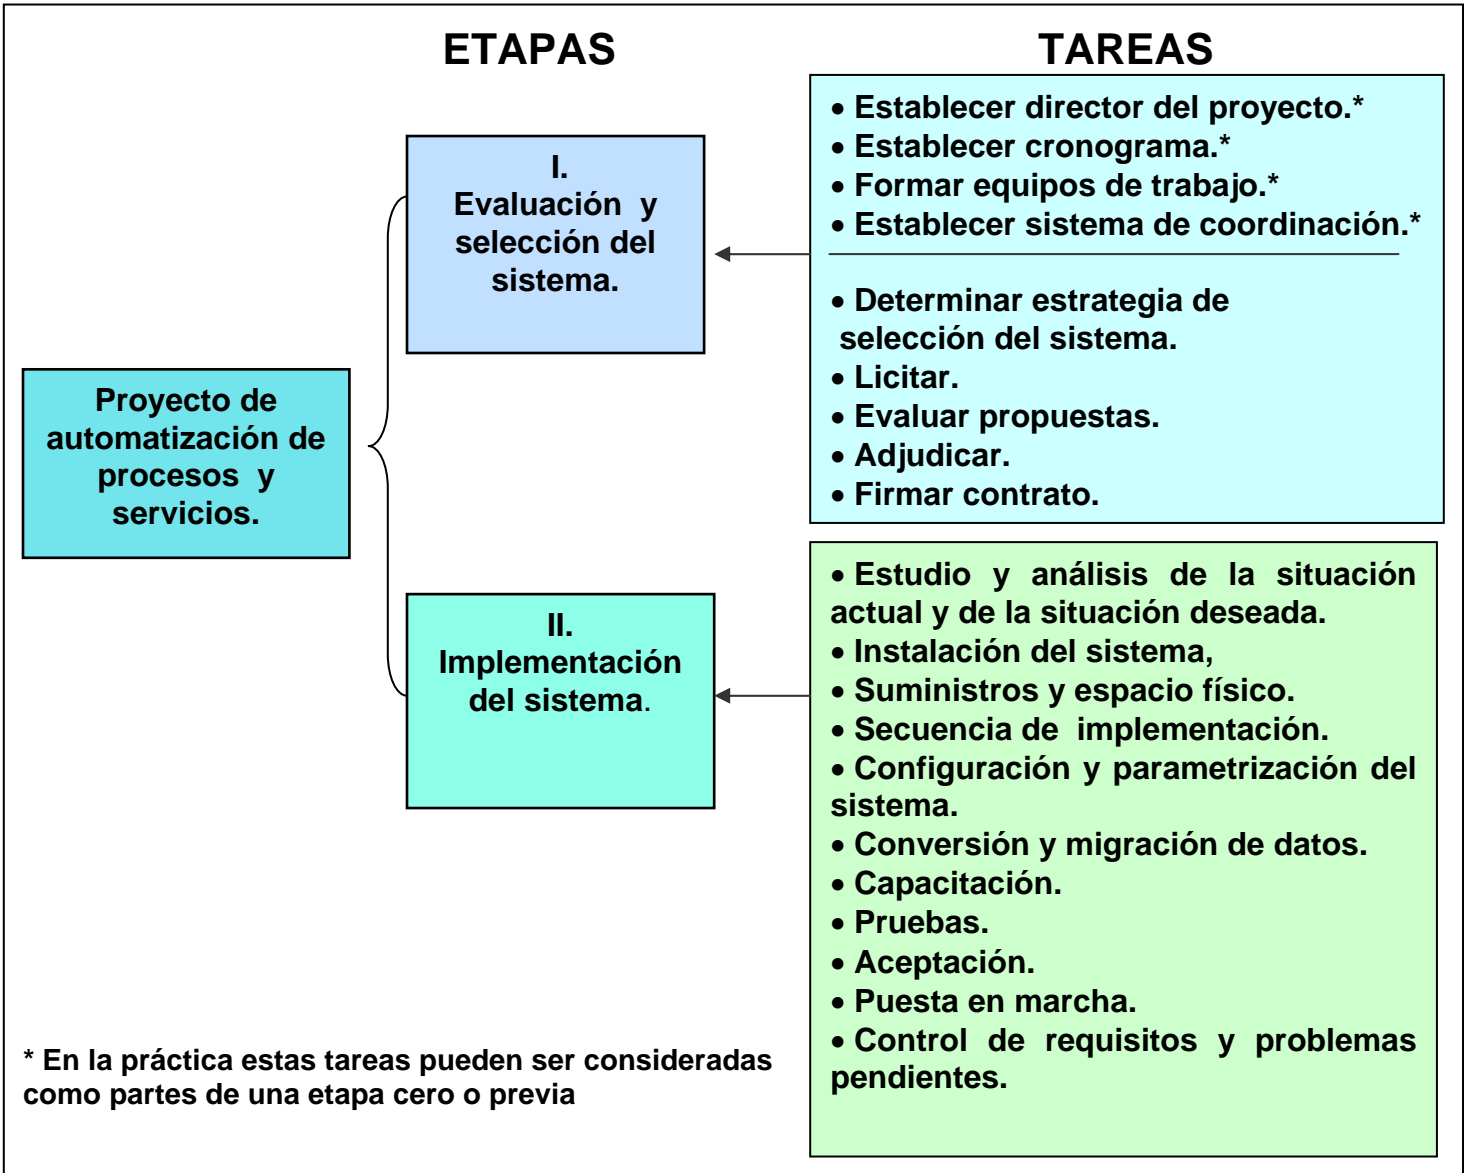 ETAPAS
TAREAS
Proyecto de
automatización de
procesos y
servicios.
I.
Evaluación y
selección del
sistema.
• Establecer director del proyecto.*
• Establecer cronograma.*
• Formar equipos de trabajo.*
• Establecer sistema de coordinación.*
• Determinar estrategia de
selección del sistema.
• Licitar.
• Evaluar propuestas.
• Adjudicar.
• Firmar contrato.
II.
Implementación
del sistema.
• Estudio y análisis de la situación
actual y de la situación deseada.
• Instalación del sistema,
• Suministros y espacio físico.
• Secuencia de implementación.
• Configuración y parametrización del
sistema.
• Conversión y migración de datos.
• Capacitación.
• Pruebas.
• Aceptación.
• Puesta en marcha.
• Control de requisitos y problemas
pendientes.
* En la práctica estas tareas pueden ser consideradas
como partes de una etapa cero o previa